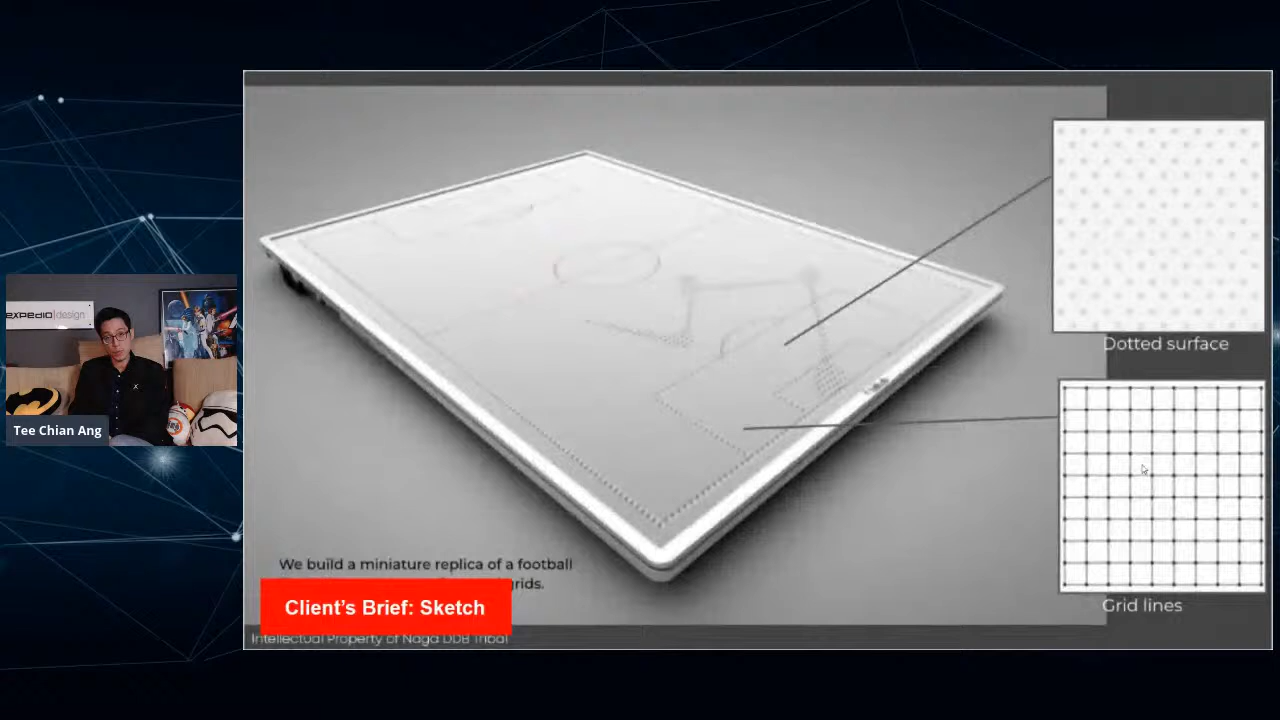 expedio|design
Tee Chian Ang
Dotted surface
Grid lines
We build a miniature replica of a football
grids.
Client's Brief: Sketch
Intellectual Property of Naga DDB Tribal